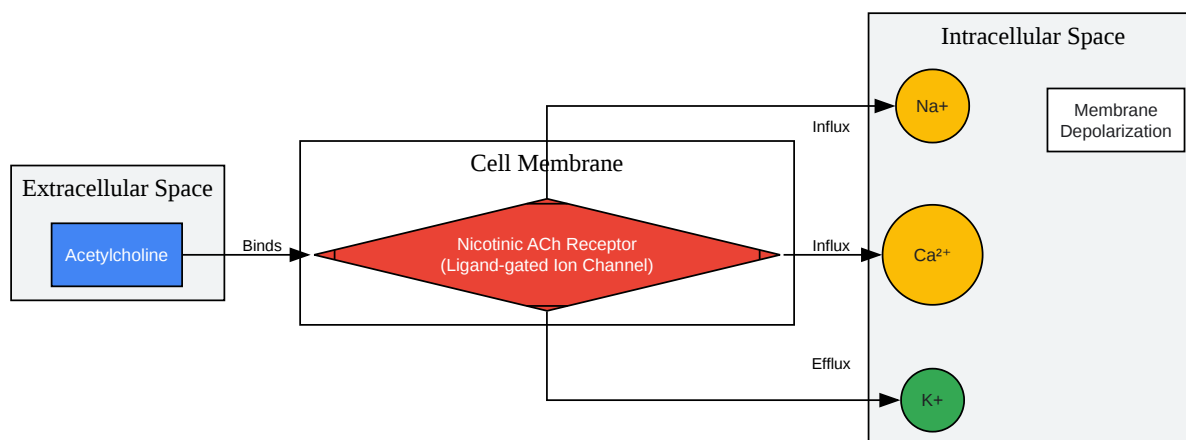 Intracellular Space
Na+
Membrane
Depolarization
Influx
Cell Membrane
Extracellular Space
Acetylcholine
Binds
Nicotinic ACh Receptor
(Ligand-gated Ion Channel)
Influx
Ca²⁺
Efflux
K+